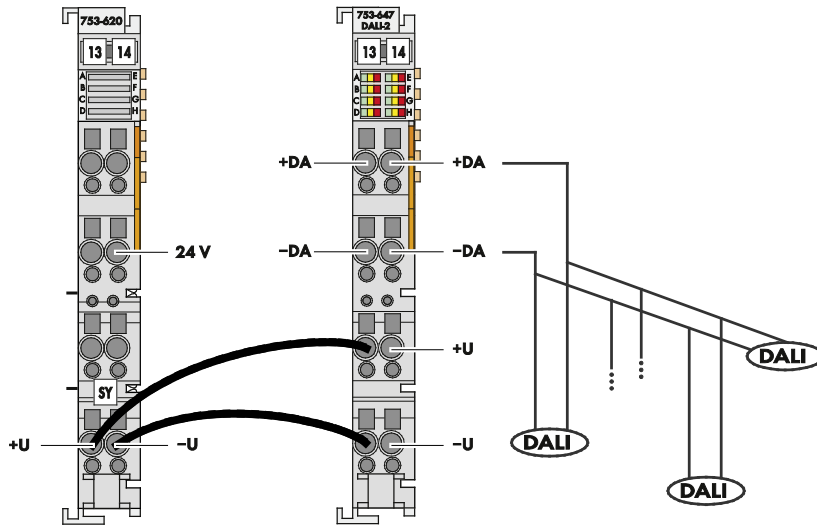 753-620
753-647
DALI-2
13 14
13 14
A E
B F
C G
D H
A E
B F
C G
D H
+DA
+DA
24 V
−DA
−DA
+U
SY
+U
−U
−U
DALI
DALI
DALI